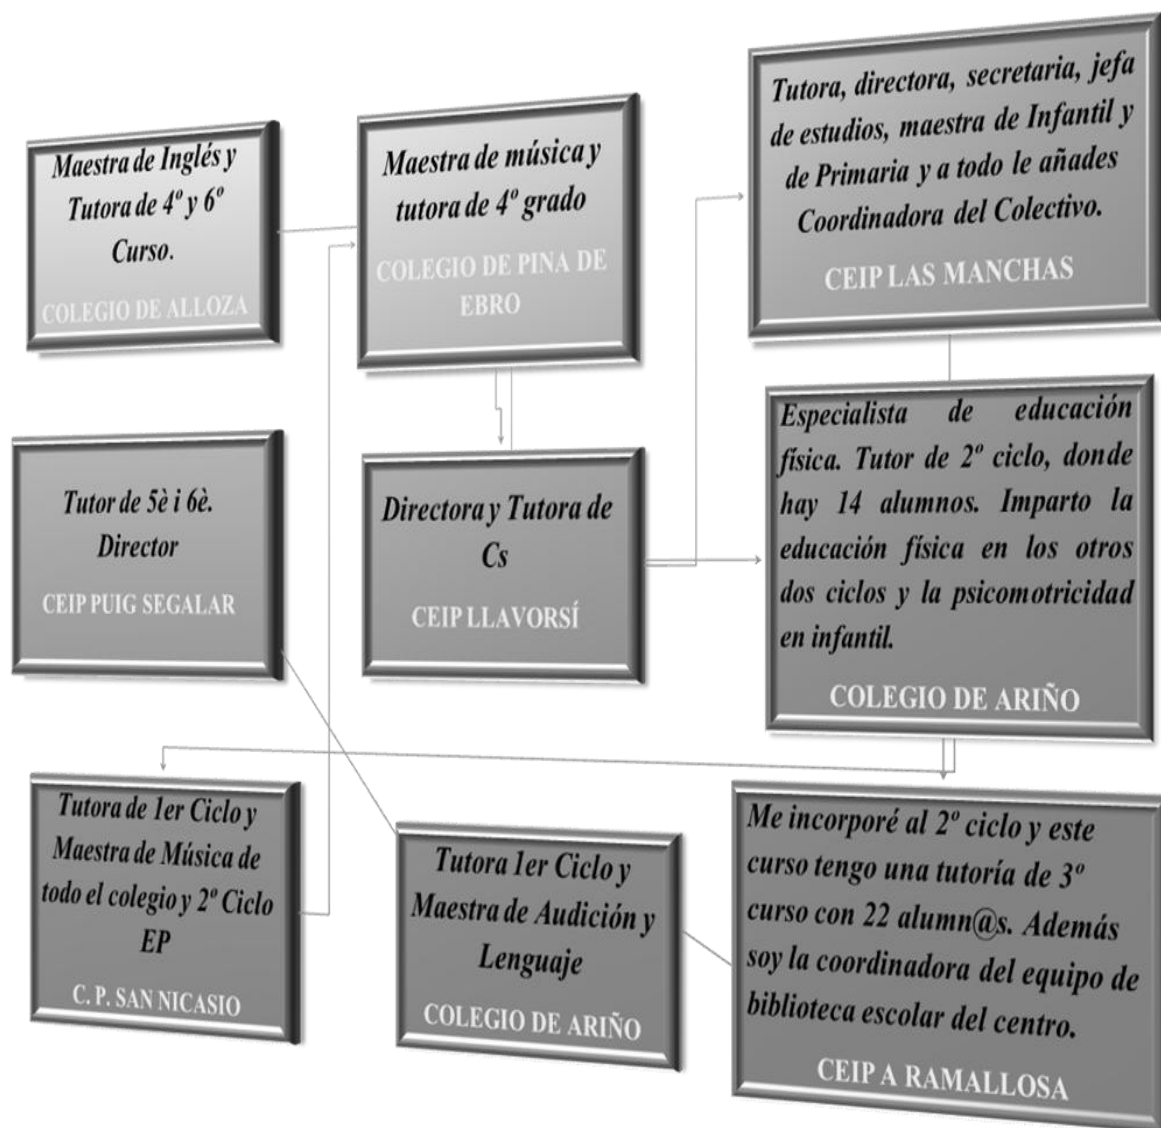 Maestra de Inglés y
Tutora de 4º y 6º
Curso.
COLEGIO DE ALLOZA
Maestra de música y
tutora de 4º grado
COLEGIO DE PINA DE
EBRO
Tutora, directora, secretaria, jefa
de estudios, maestra de Infantil y
de Primaria y a todo le añades
Coordinadora del Colectivo.
CEIP LAS MANCHAS
Tutor de 5è i 6è.
Director
CEIP PUIG SEGALAR
Directora y Tutora de
Cs
CEIP LLAVORSÍ
Especialista de educación
física. Tutor de 2º ciclo, donde
hay 14 alumnos. Imparto la
educación física en los otros
dos ciclos y la psicomotricidad
en infantil.
COLEGIO DE ARIÑO
Tutora de 1er Ciclo y
Maestra de Música de
todo el colegio y 2º Ciclo
EP
C. P. SAN NICASIO
Tutora 1er Ciclo y
Maestra de Audición y
Lenguaje
COLEGIO DE ARIÑO
Me incorporé al 2º ciclo y este
curso tengo una tutoría de 3º
curso con 22 alumn@s. Además
soy la coordinadora del equipo de
biblioteca escolar del centro.
CEIP A RAMALLOSA